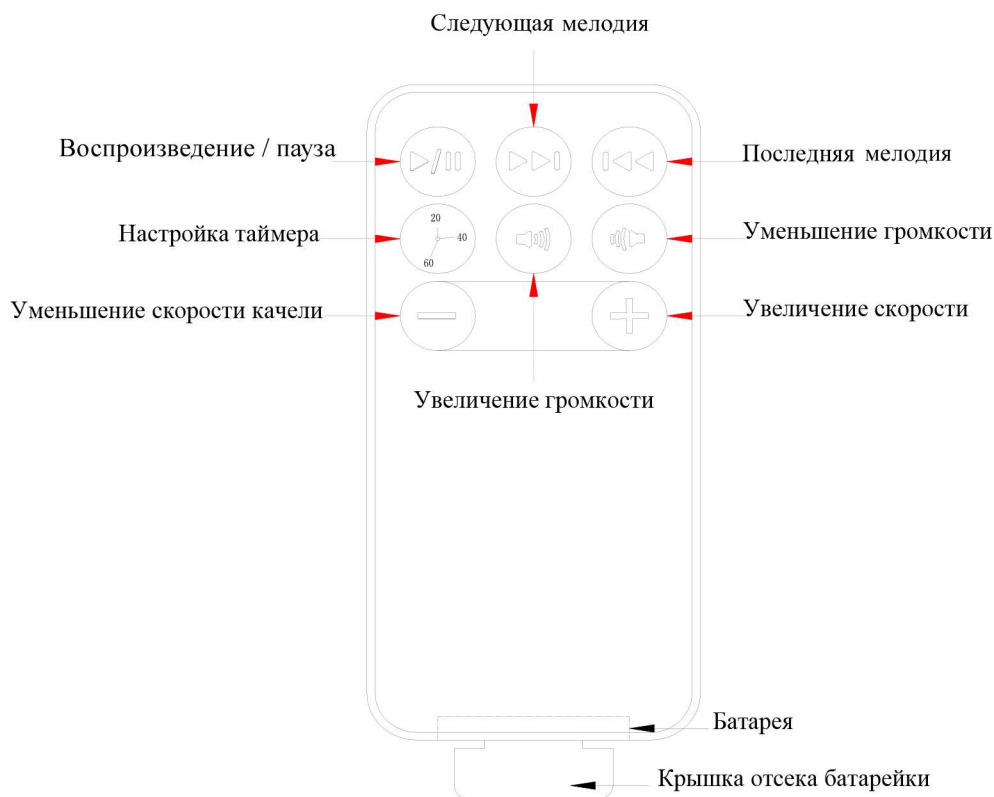 Следующая мелодия
Воспроизведение / пауза
Последняя мелодия
Настройка таймера
20
40
60
Уменьшение громкости
Уменьшение скорости качели
Увеличение скорости
Увеличение громкости
Батарея
Крышка отсека батарейки